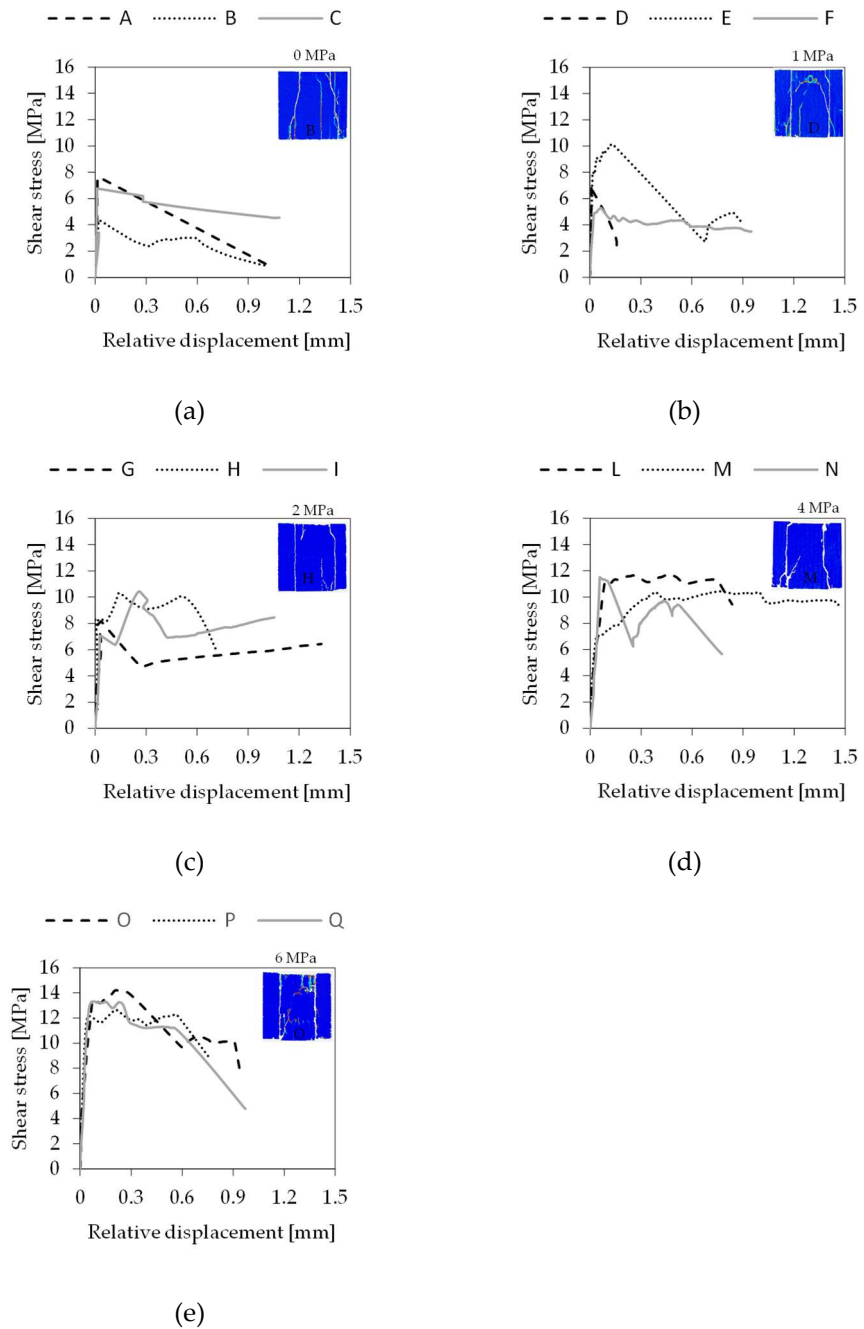 A B C
0 MPa
16
14
12
10
8
6
4
2
0
Shear stress [MPa]
B
0 0.3 0.6 0.9 1.2 1.5
Relative displacement [mm]
(a)
D E F
1 MPa
16
14
12
10
8
6
4
2
0
Shear stress [MPa]
D
0 0.3 0.6 0.9 1.2 1.5
Relative displacement [mm]
(b)
G H I
2 MPa
16
14
12
10
8
6
4
2
0
Shear stress [MPa]
H
0 0.3 0.6 0.9 1.2 1.5
Relative displacement [mm]
(c)
L M N
4 MPa
16
14
12
10
8
6
4
2
0
Shear stress [MPa]
M
0 0.3 0.6 0.9 1.2 1.5
Relative displacement [mm]
(d)
O P Q
6 MPa
16
14
12
10
8
6
4
2
0
Shear stress [MPa]
0 0.3 0.6 0.9 1.2 1.5
Relative displacement [mm]
(e)